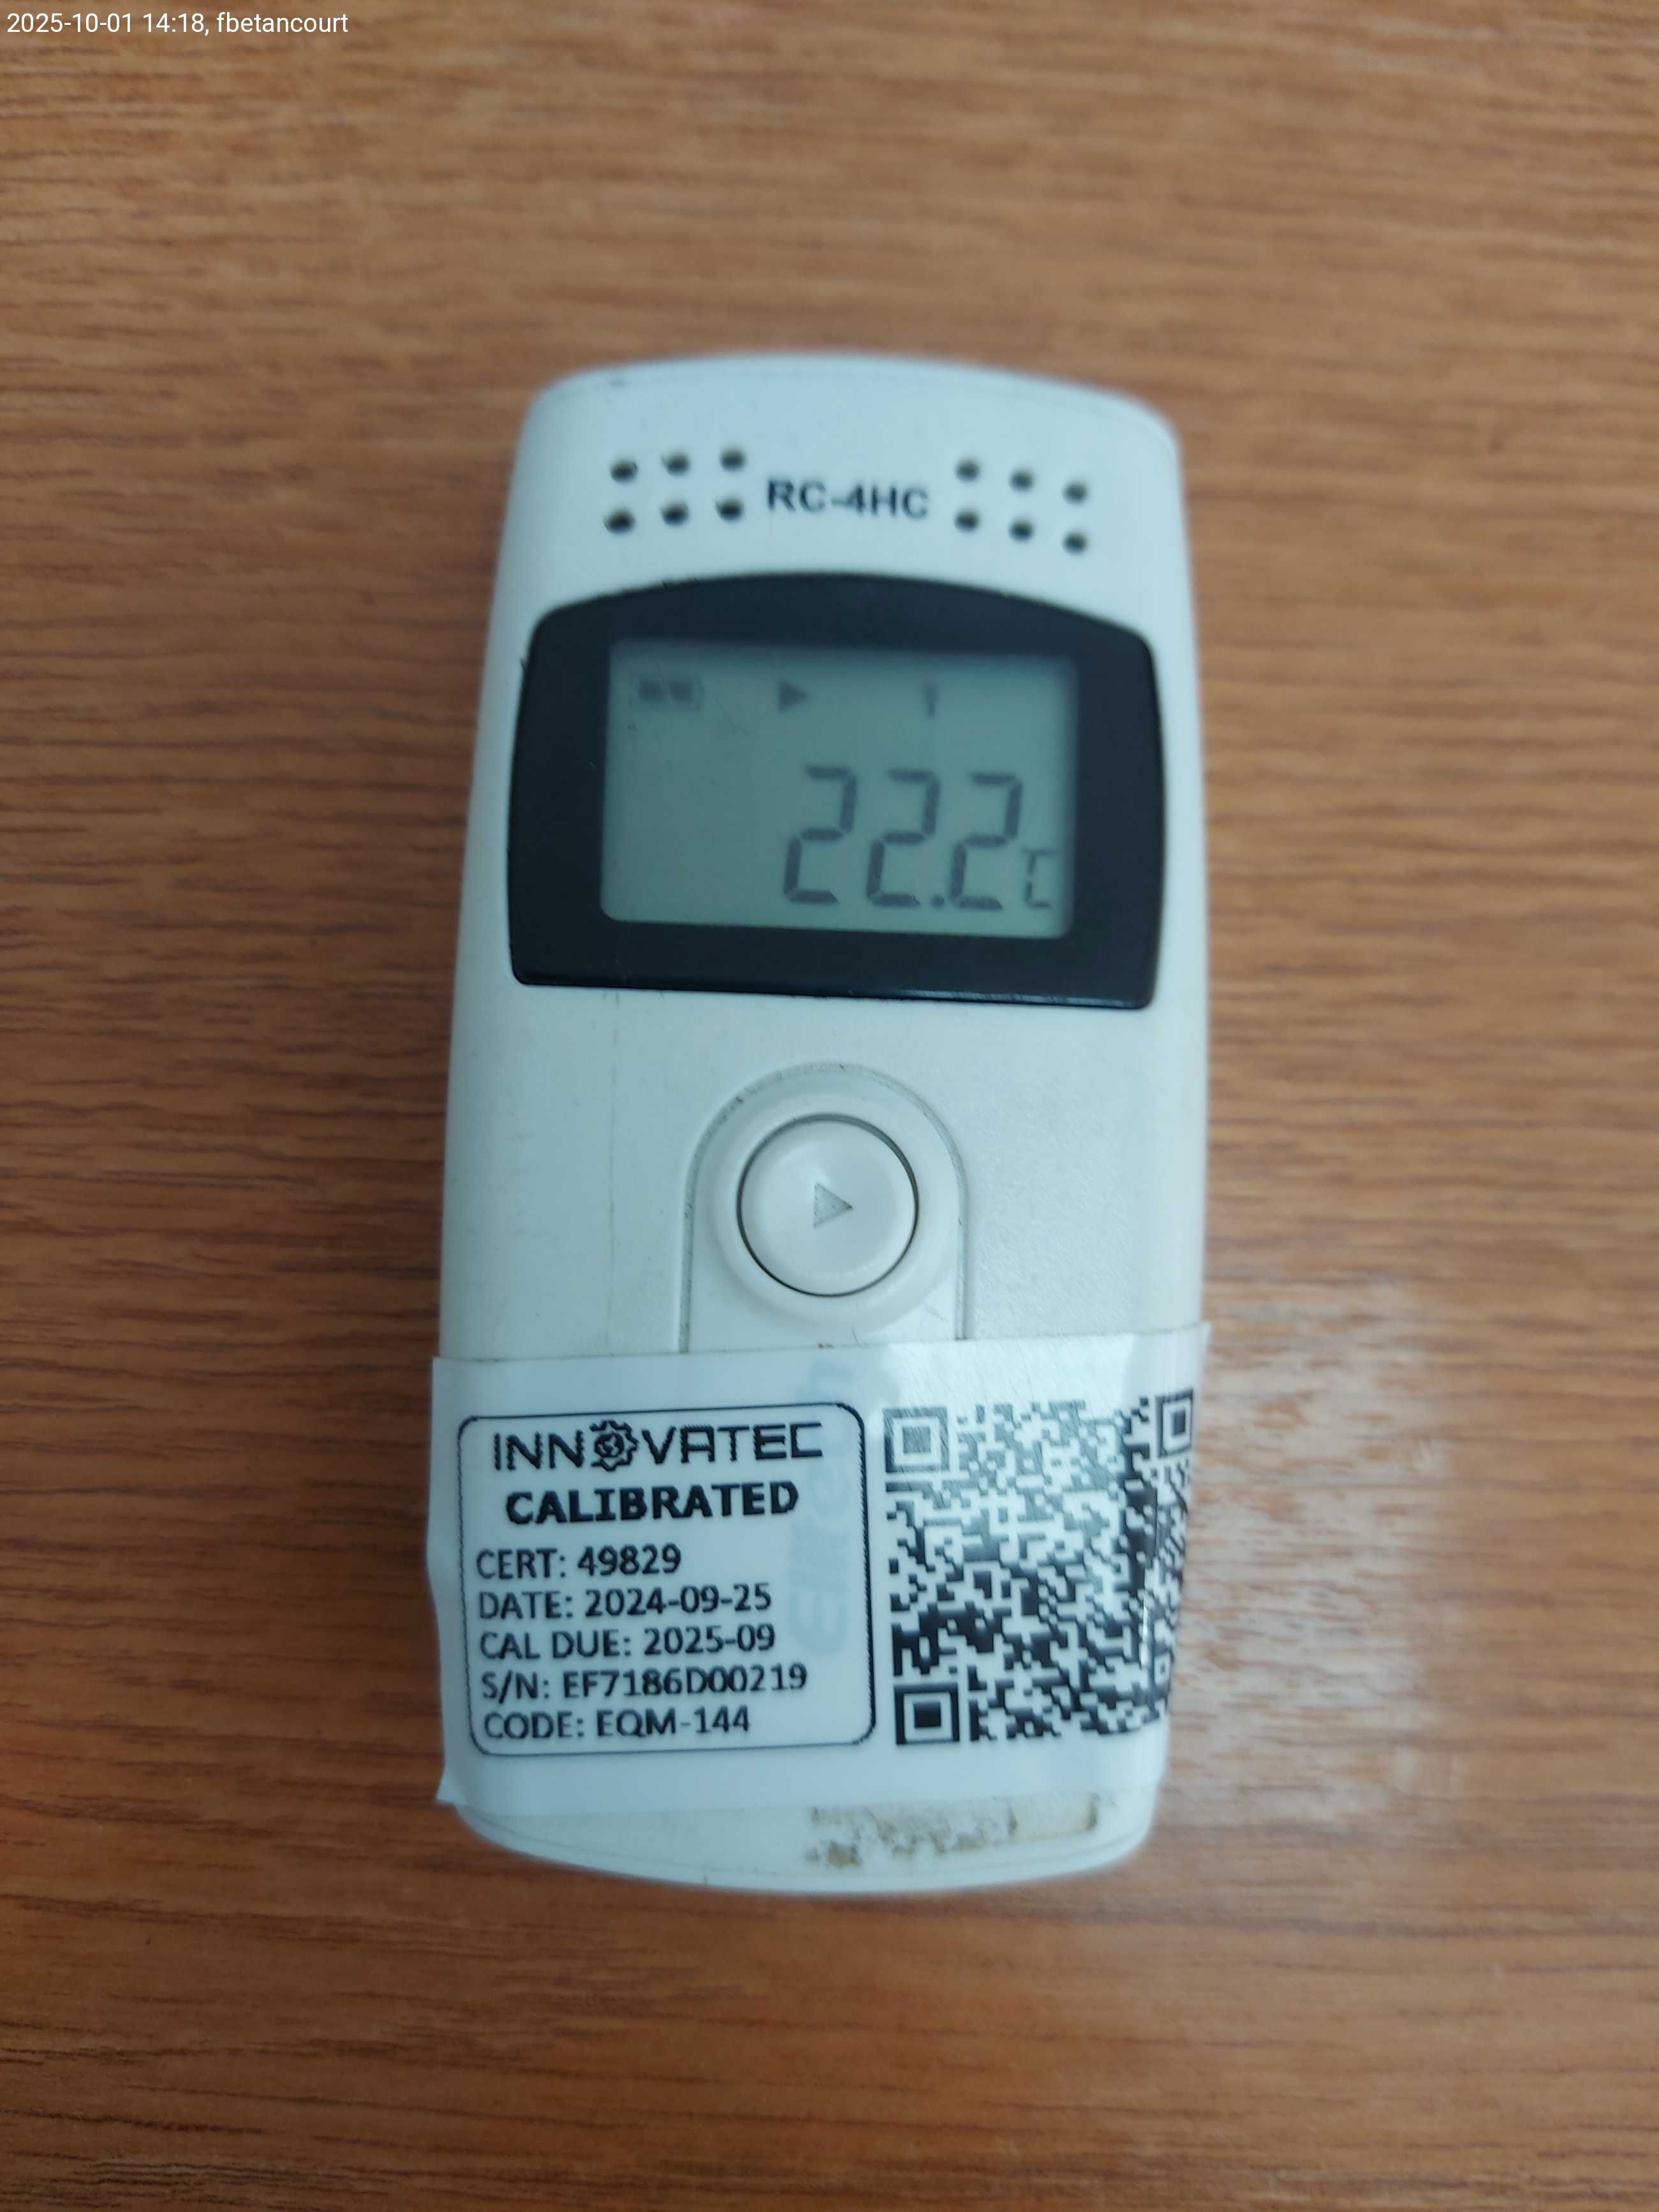 2025-10-01 14:18, fbetancourt
RC-4HC
22.2℃
INNOVATEC
CALIBRATED
CERT: 49829
DATE: 2024-09-25
CAL DUE: 2025-09
S/N: EF7186D00219
CODE: EQM-144
Elitech